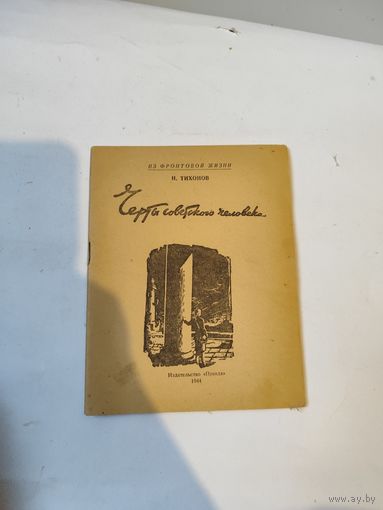 ИЗ ФРОНТОВОЙ ЖИЗНИ
Н. ТИХОНОВ
Черты советского человека
Издательство «Правда»
1944
www.ay.by